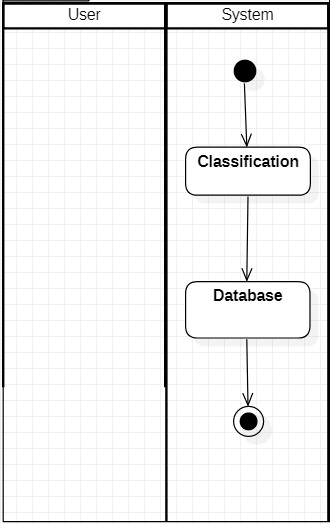 User
System
Classification
Database